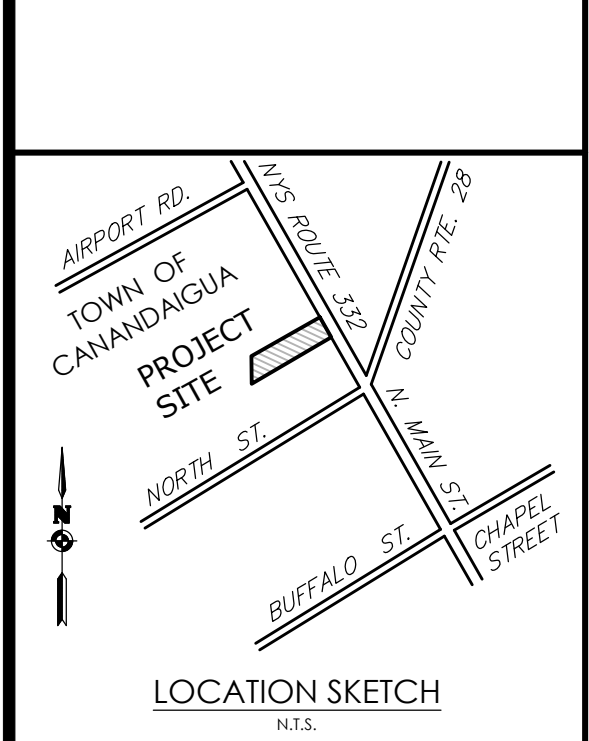 AIRPORT RD.
NYS ROUTE 332
COUNTY RTE. 28
TOWN OF
CANANDAIGUA
PROJECT
SITE
NORTH ST.
N. MAIN ST.
N
BUFFALO ST.
CHAPEL
STREET
LOCATION SKETCH
N.T.S.